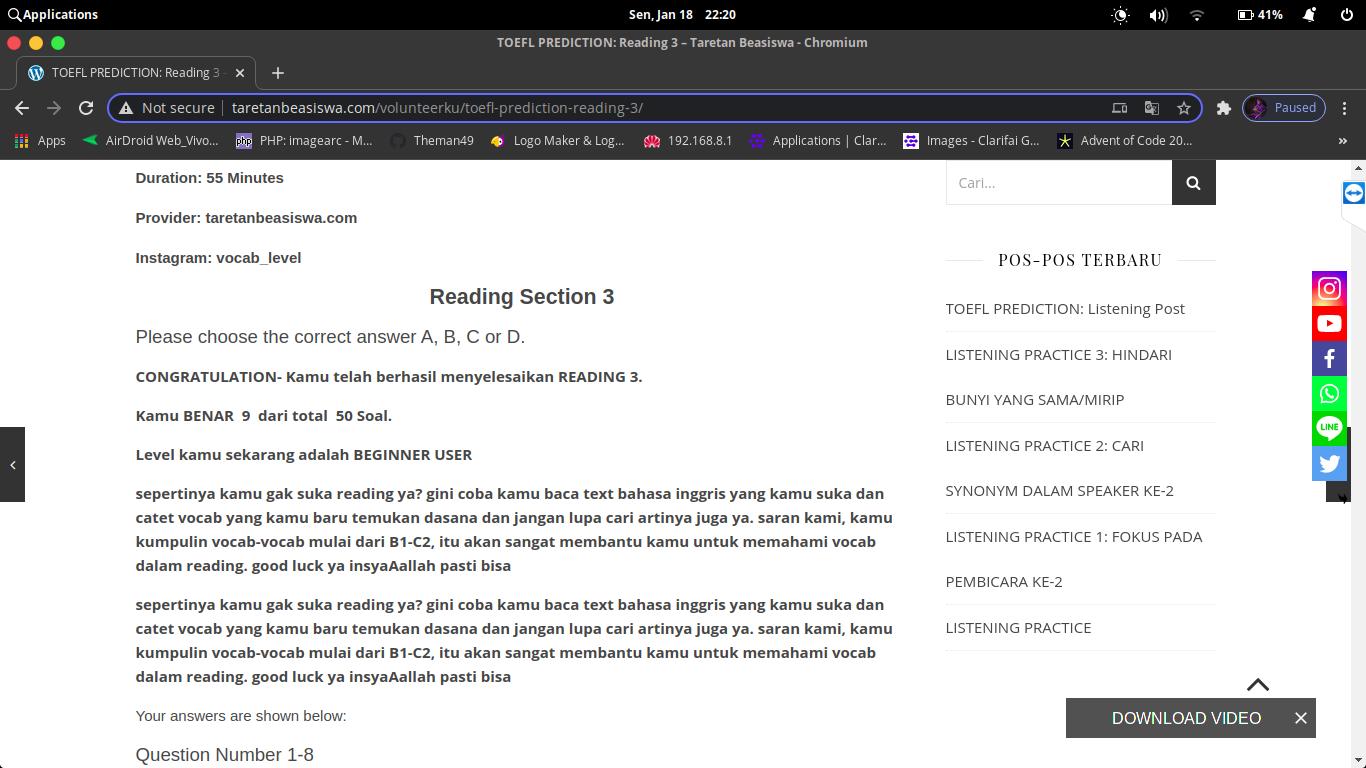 Applications
Sen, Jan 18 22:20
41%
TOEFL PREDICTION: Reading 3 – Taretan Beasiswa - Chromium
TOEFL PREDICTION: Reading 3 -
Not secure
taretanbeasiswa.com/volunteerku/toefl-prediction-reading-3/
Paused
Apps
AirDroid Web_Vivo...
php PHP: imagearc - M...
Theman49
Logo Maker & Log...
192.168.8.1
Applications | Clar...
Images - Clarifai G...
Advent of Code 20...
»
Duration: 55 Minutes
Provider: taretanbeasiswa.com
Instagram: vocab_level
Reading Section 3
Please choose the correct answer A, B, C or D.
CONGRATULATION- Kamu telah berhasil menyelesaikan READING 3.
Kamu BENAR 9 dari total 50 Soal.
Level kamu sekarang adalah BEGINNER USER
sepertinya kamu gak suka reading ya? gini coba kamu baca text bahasa inggris yang kamu suka dan
catet vocab yang kamu baru temukan dasana dan jangan lupa cari artinya juga ya. saran kami, kamu
kumpulin vocab-vocab mulai dari B1-C2, itu akan sangat membantu kamu untuk memahami vocab
dalam reading. good luck ya insyaAallah pasti bisa
sepertinya kamu gak suka reading ya? gini coba kamu baca text bahasa inggris yang kamu suka dan
catet vocab yang kamu baru temukan dasana dan jangan lupa cari artinya juga ya. saran kami, kamu
kumpulin vocab-vocab mulai dari B1-C2, itu akan sangat membantu kamu untuk memahami vocab
dalam reading. good luck ya insyaAallah pasti bisa
Your answers are shown below:
Question Number 1-8
Cari...
POS-POS TERBARU
TOEFL PREDICTION: Listening Post
LISTENING PRACTICE 3: HINDARI
BUNYI YANG SAMA/MIRIP
LISTENING PRACTICE 2: CARI
SYNONYM DALAM SPEAKER KE-2
LISTENING PRACTICE 1: FOKUS PADA
PEMBICARA KE-2
LISTENING PRACTICE
LINE
DOWNLOAD VIDEO